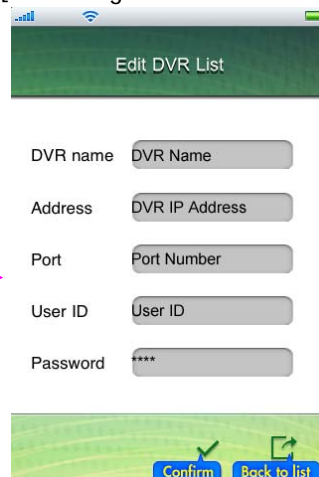 Edit DVR List
DVR name DVR Name
Address DVR IP Address
Port Port Number
User ID User ID
Password ****
Confirm Back to list